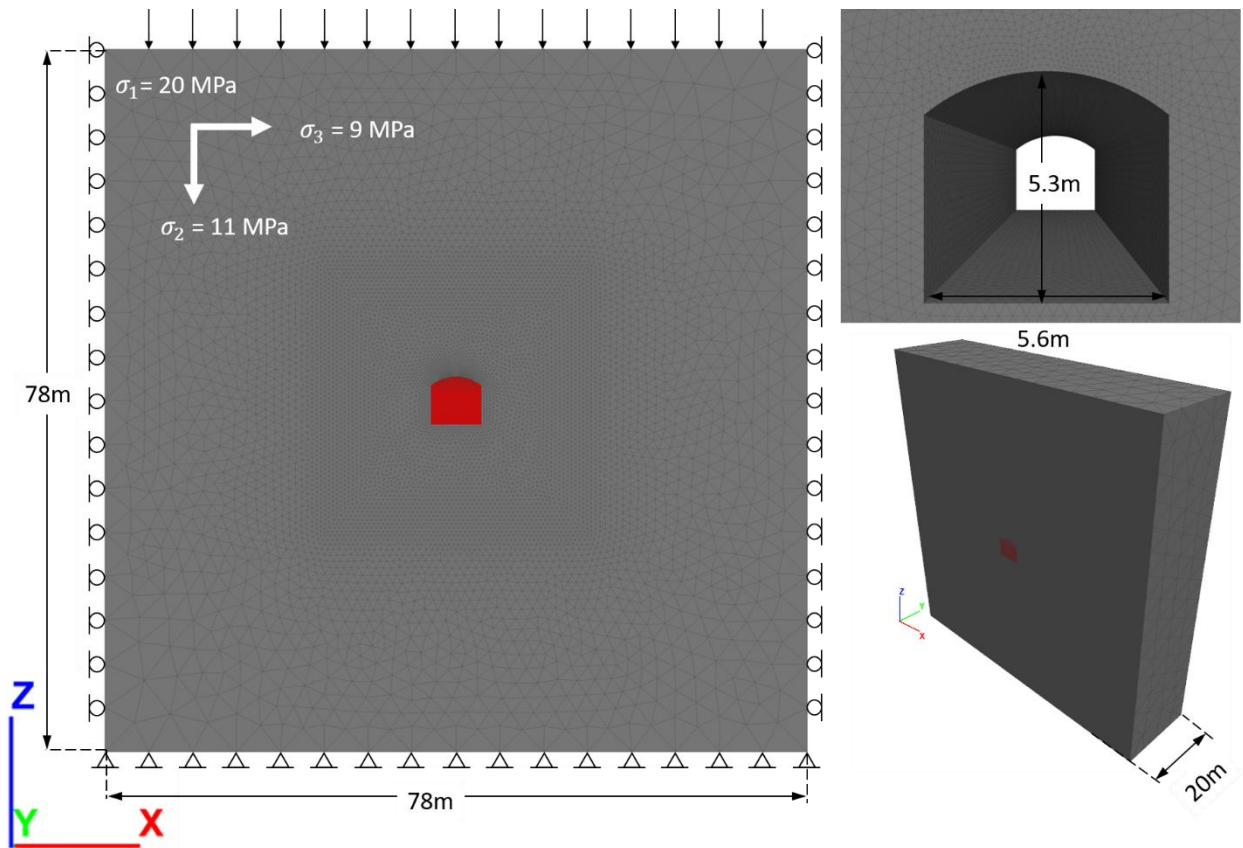 σ₁= 20 MPa
σ₃ = 9 MPa
σ₂ = 11 MPa
78m
78m
Z
Y
X
5.3m
5.6m
Z
Y
X
20m